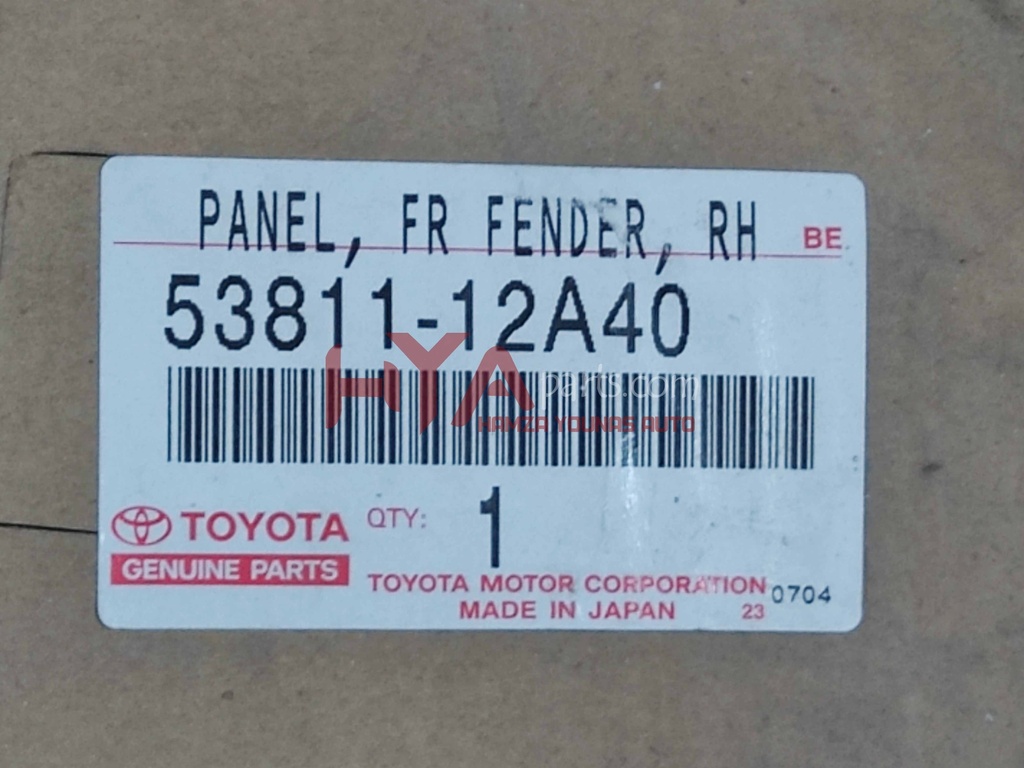 PANEL, FR FENDER, RH BE
53811-12A40
HYA parts.com
HAMZA YOUNAS AUTO
TOYOTA QTY: 1
GENUINE PARTS
TOYOTA MOTOR CORPORATION 0704
MADE IN JAPAN 23